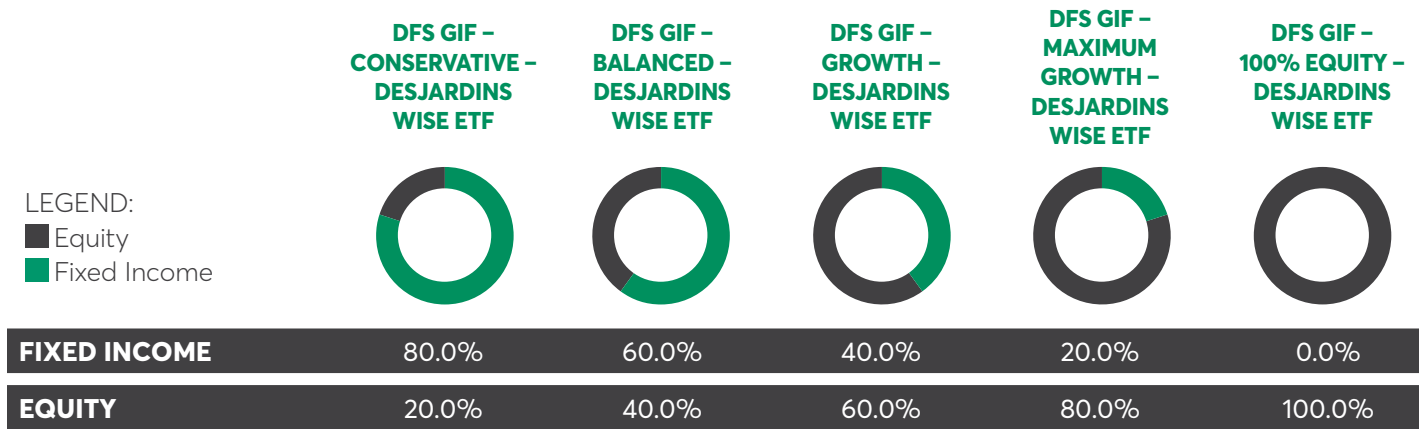 DFS GIF –
CONSERVATIVE –
DESJARDINS
WISE ETF
DFS GIF –
BALANCED –
DESJARDINS
WISE ETF
DFS GIF –
GROWTH –
DESJARDINS
WISE ETF
DFS GIF –
MAXIMUM
GROWTH –
DESJARDINS
WISE ETF
DFS GIF –
100% EQUITY –
DESJARDINS
WISE ETF
LEGEND:
Equity
Fixed Income
FIXED INCOME 80.0% 60.0% 40.0% 20.0% 0.0%
EQUITY 20.0% 40.0% 60.0% 80.0% 100.0%